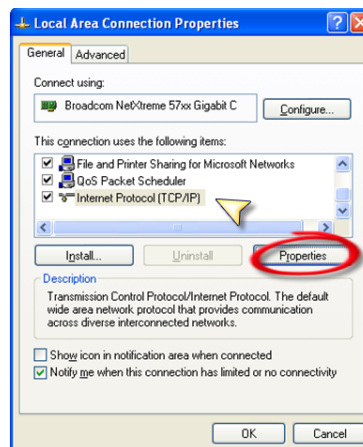 Local Area Connection Properties
General Advanced
Connect using:
Broadcom NetXtreme 57xx Gigabit C
Configure...
This connection uses the following items:
File and Printer Sharing for Microsoft Networks
QoS Packet Scheduler
Internet Protocol (TCP/IP)
Install... Uninstall Properties
Description
Transmission Control Protocol/Internet Protocol. The default
wide area network protocol that provides communication
across diverse interconnected networks.
Show icon in notification area when connected
Notify me when this connection has limited or no connectivity
OK Cancel